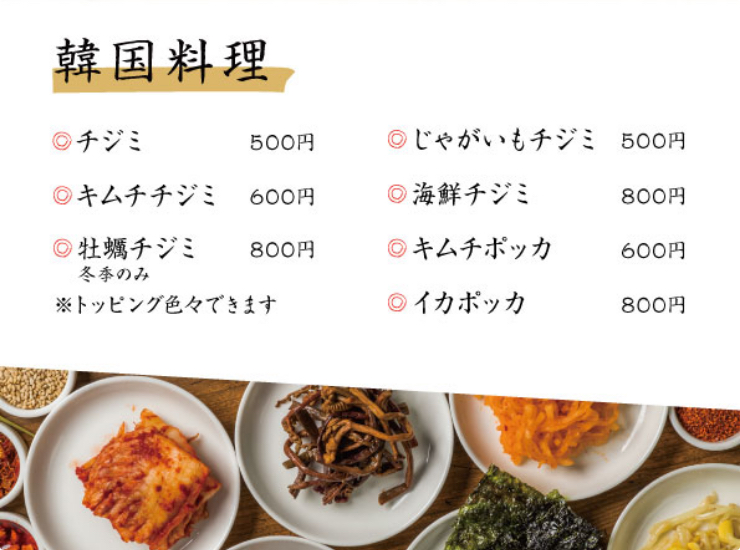 韓国料理
◎チジミ 500円
◎キムチチヂミ 600円
◎牡蠣チジミ 800円
冬季のみ
※トッピング色々できます
◎じゃがいもチジミ 500円
◎海鮮チジミ 800円
◎キムチポッカ 600円
◎イカポッカ 800円